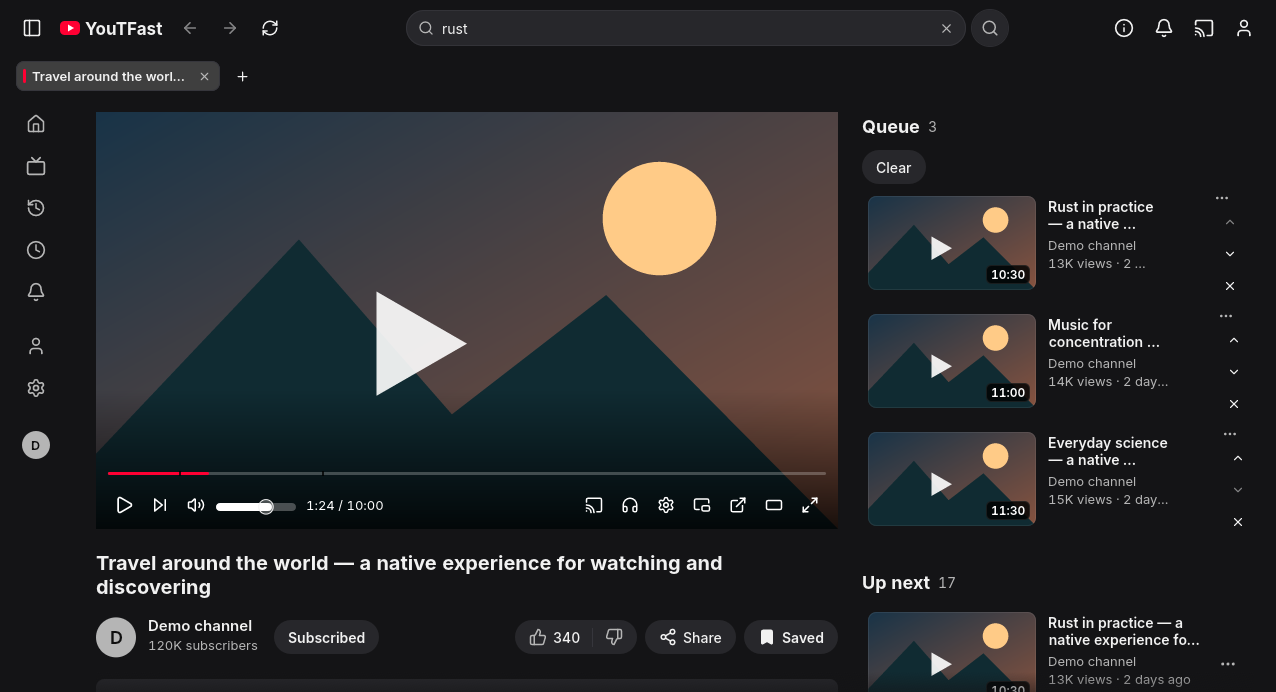 YouTFast
rust
Travel around the worl...
Queue 3
Clear
Rust in practice
— a native ...
Demo channel
13K views · 2 ...
10:30
Music for
concentration ...
Demo channel
14K views · 2 day...
11:00
Everyday science
— a native ...
Demo channel
15K views · 2 day...
11:30
D
1:24 / 10:00
Travel around the world — a native experience for watching and
discovering
D
Demo channel
120K subscribers
Subscribed
340
Share
Saved
Up next 17
Rust in practice — a
native experience fo...
Demo channel
13K views · 2 days ago
10:30